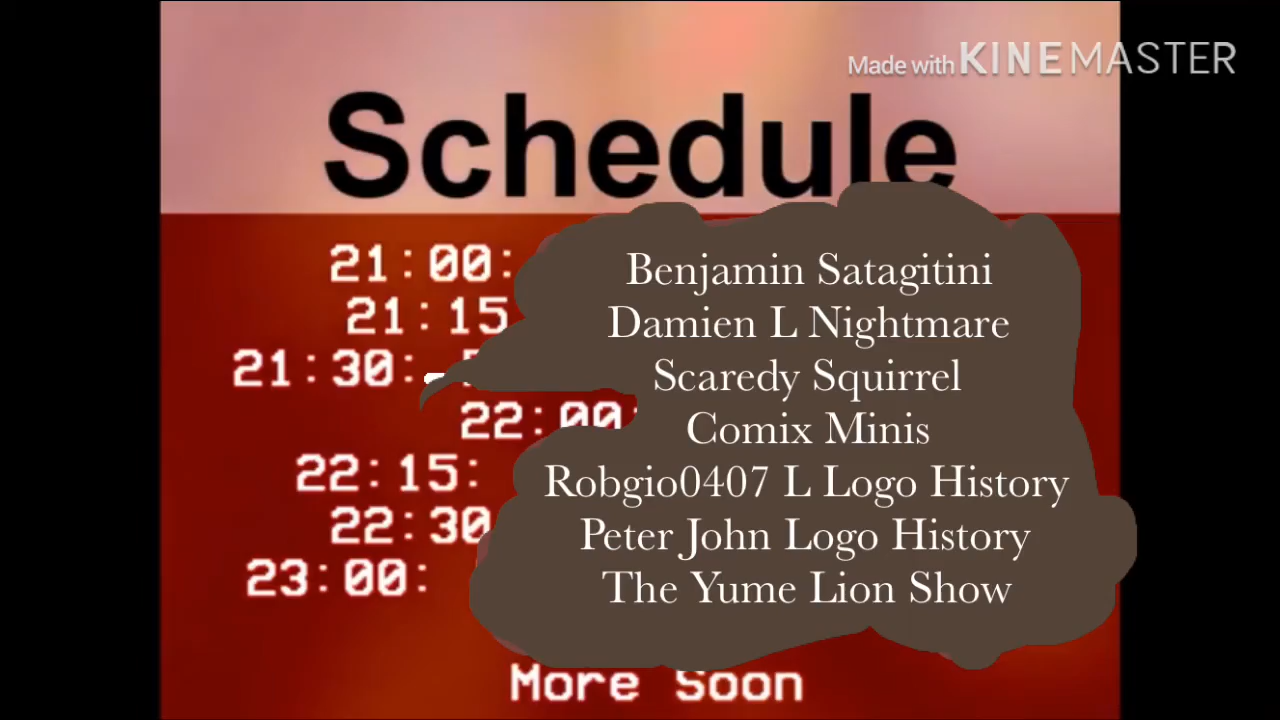 Made with KINEMASTER
Schedule
21:00: Benjamin Satagitini
21:15 Damien L Nightmare
21:30: Scaredy Squirrel
22:00: Comix Minis
22:15: Robgio0407 L Logo History
22:30 Peter John Logo History
23:00: The Yume Lion Show
More Soon